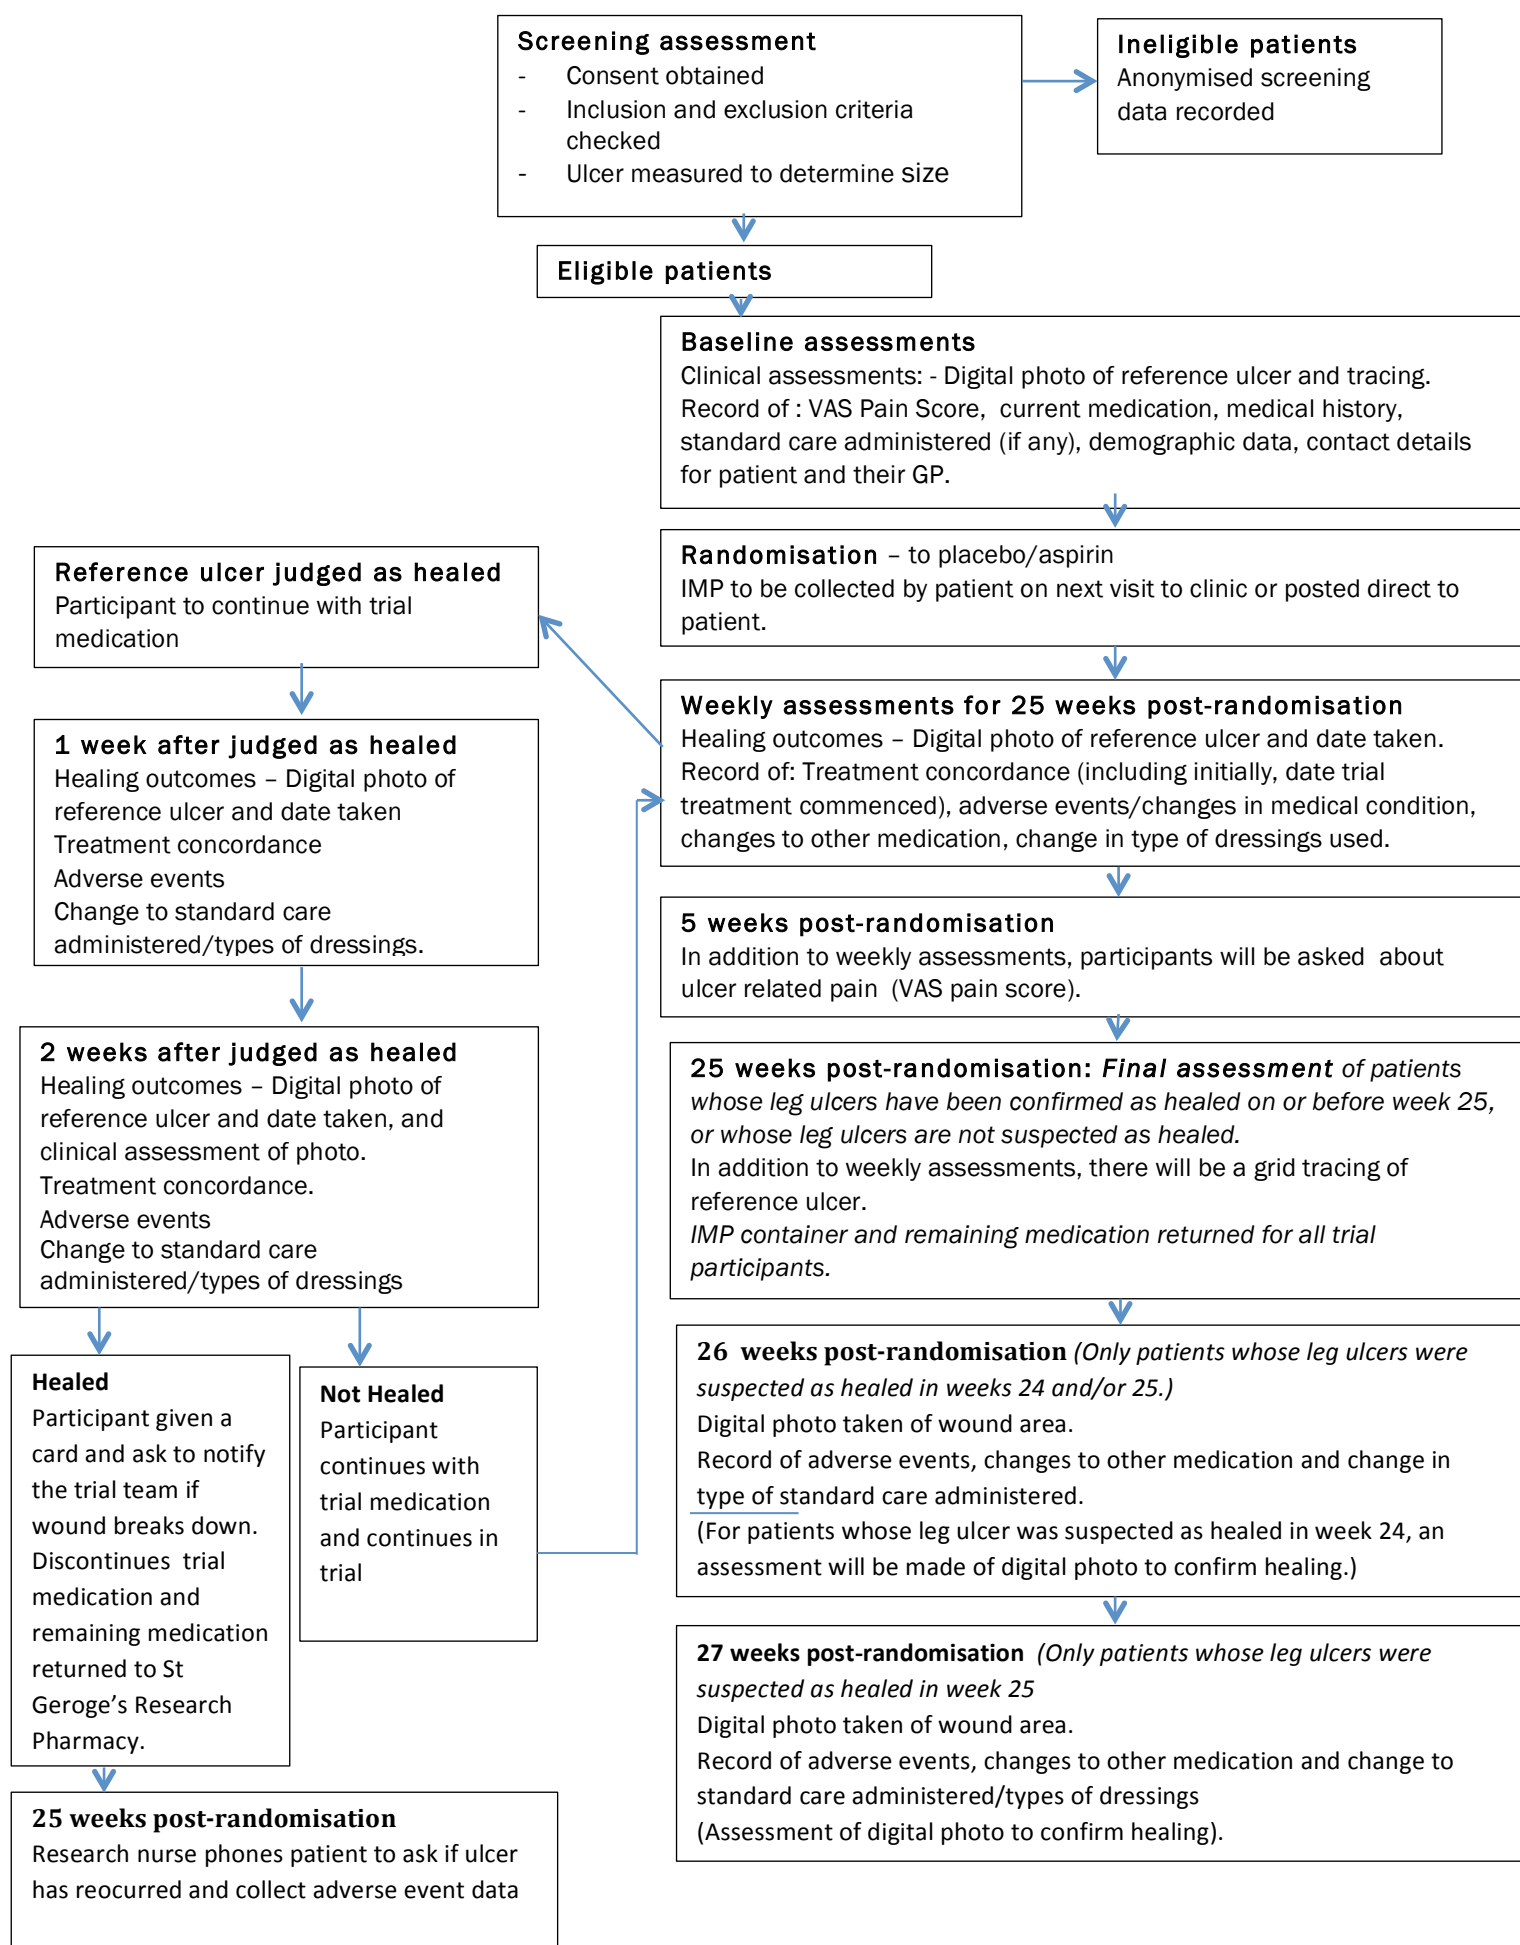 Screening assessment
- Consent obtained
- Inclusion and exclusion criteria
checked
- Ulcer measured to determine size
Ineligible patients
Anonymised screening
data recorded
Eligible patients
Baseline assessments
Clinical assessments: - Digital photo of reference ulcer and tracing.
Record of : VAS Pain Score, current medication, medical history,
standard care administered (if any), demographic data, contact details
for patient and their GP.
Randomisation – to placebo/aspirin
IMP to be collected by patient on next visit to clinic or posted direct to
patient.
Weekly assessments for 25 weeks post-randomisation
Healing outcomes – Digital photo of reference ulcer and date taken.
Record of: Treatment concordance (including initially, date trial
treatment commenced), adverse events/changes in medical condition,
changes to other medication, change in type of dressings used.
5 weeks post-randomisation
In addition to weekly assessments, participants will be asked about
ulcer related pain (VAS pain score).
25 weeks post-randomisation: Final assessment of patients
whose leg ulcers have been confirmed as healed on or before week 25,
or whose leg ulcers are not suspected as healed.
In addition to weekly assessments, there will be a grid tracing of
reference ulcer.
IMP container and remaining medication returned for all trial
participants.
26 weeks post-randomisation (Only patients whose leg ulcers were
suspected as healed in weeks 24 and/or 25.)
Digital photo taken of wound area.
Record of adverse events, changes to other medication and change in
type of standard care administered.
(For patients whose leg ulcer was suspected as healed in week 24, an
assessment will be made of digital photo to confirm healing.)
27 weeks post-randomisation (Only patients whose leg ulcers were
suspected as healed in week 25
Digital photo taken of wound area.
Record of adverse events, changes to other medication and change to
standard care administered/types of dressings
(Assessment of digital photo to confirm healing).
Reference ulcer judged as healed
Participant to continue with trial
medication
1 week after judged as healed
Healing outcomes – Digital photo of
reference ulcer and date taken
Treatment concordance
Adverse events
Change to standard care
administered/types of dressings.
2 weeks after judged as healed
Healing outcomes – Digital photo of
reference ulcer and date taken, and
clinical assessment of photo.
Treatment concordance.
Adverse events
Change to standard care
administered/types of dressings
Healed
Participant given a
card and ask to notify
the trial team if
wound breaks down.
Discontinues trial
medication and
remaining medication
returned to St
Geroge’s Research
Pharmacy.
Not Healed
Participant
continues with
trial medication
and continues in
trial
25 weeks post-randomisation
Research nurse phones patient to ask if ulcer
has reocurred and collect adverse event data